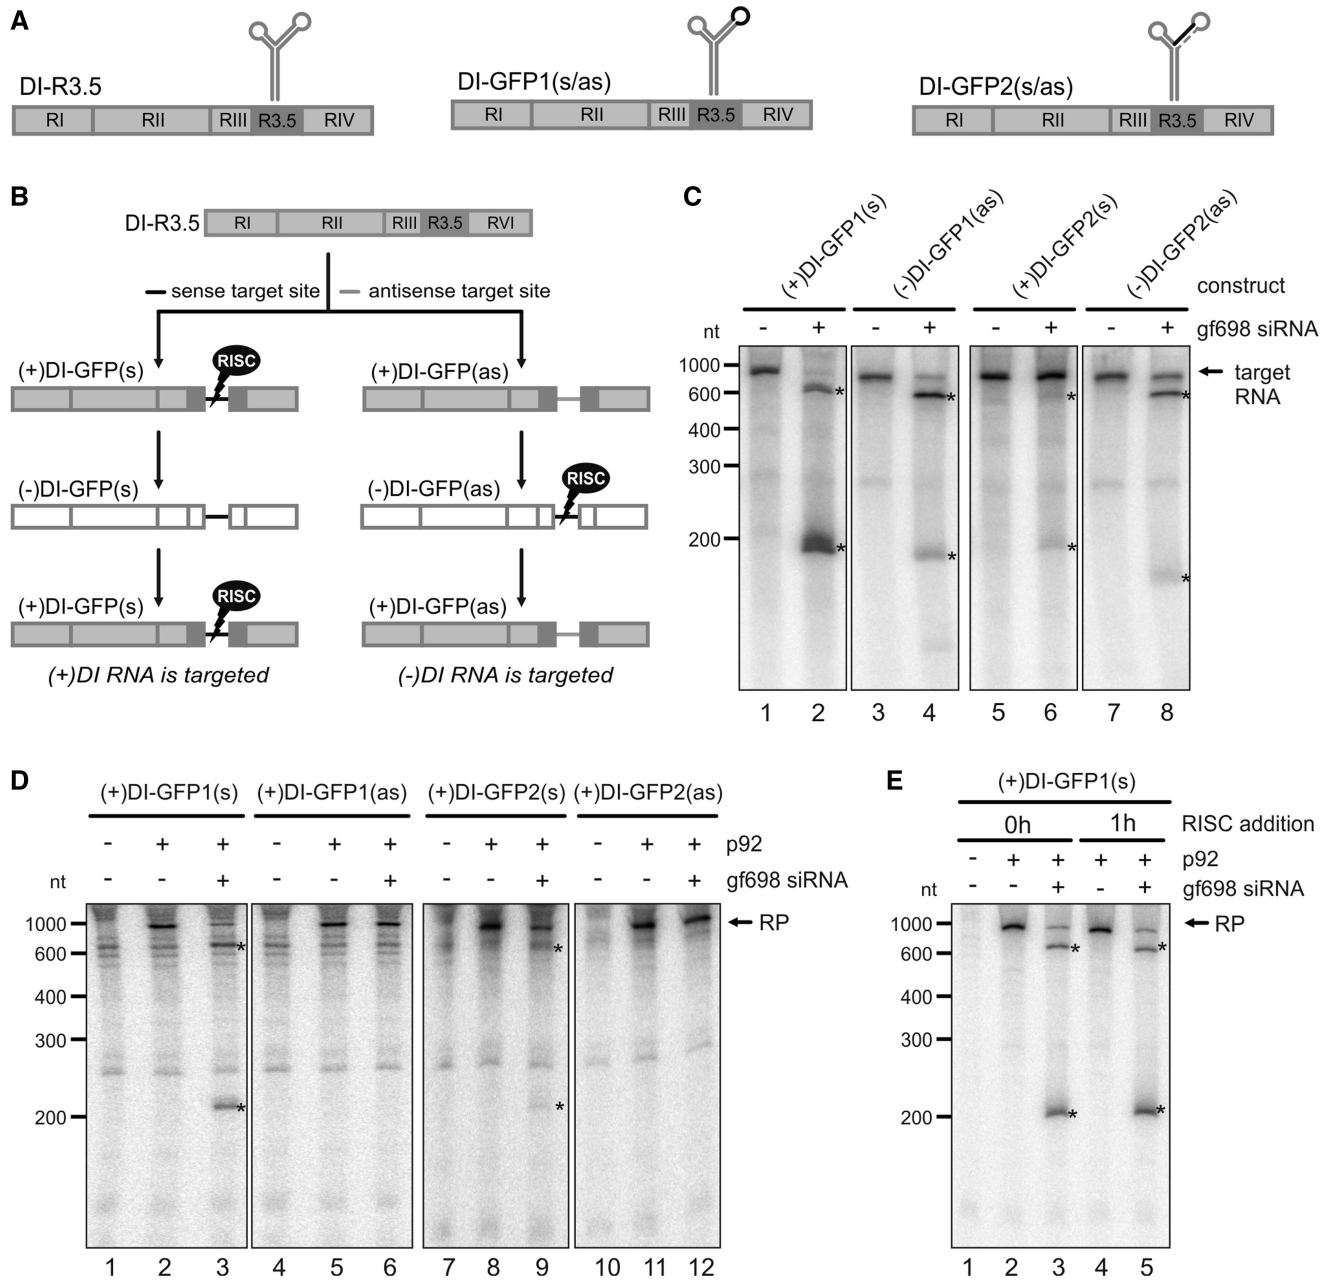 A
DI-R3.5
RI RII RIII R3.5 RIV
DI-GFP1(s/as)
RI RII RIII R3.5 RIV
DI-GFP2(s/as)
RI RII RIII R3.5 RIV
B
DI-R3.5 RI RII RIII R3.5 RVI
sense target site antisense target site
(+)DI-GFP(s) RISC
(+)DI-GFP(as)
(-)DI-GFP(s)
(-)DI-GFP(as) RISC
(+)DI-GFP(s) RISC
(+)DI-GFP(as)
(+)DI RNA is targeted
(-)DI RNA is targeted
C
(+)DI-GFP1(s) (-)DI-GFP1(as) (+)DI-GFP2(s) (-)DI-GFP2(as)
construct
nt - + - + - + - + gf698 siRNA
1000
600
400
300
200
target
RNA
* * * * * * * *
1 2 3 4 5 6 7 8
D
(+)DI-GFP1(s) (+)DI-GFP1(as) (+)DI-GFP2(s) (+)DI-GFP2(as)
- + + - + + - + + - + + p92
nt - - + - - + - - + - - + gf698 siRNA
1000
600
400
300
200
RP
* * * *
1 2 3 4 5 6 7 8 9 10 11 12
E
(+)DI-GFP1(s)
0h 1h RISC addition
- + + + + p92
nt - - + - + gf698 siRNA
1000
600
400
300
200
RP
* * * *
1 2 3 4 5